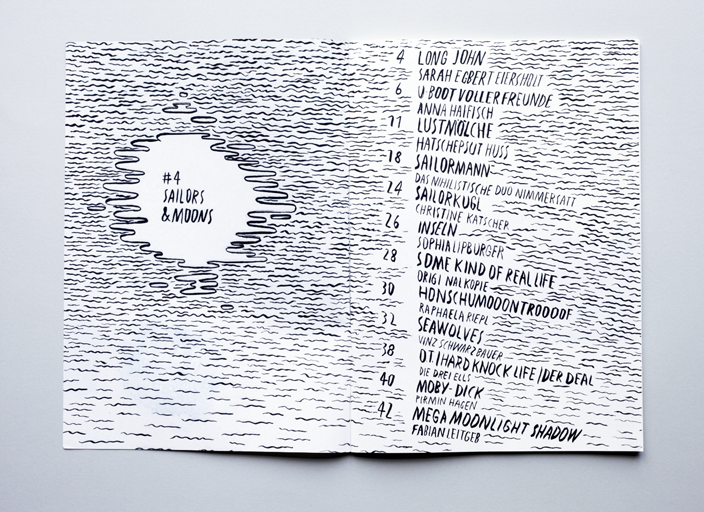 #4
SAILORS
&MOONS
4 LONG JOHN
SARAH EGBERT EIERSHOLT
6 U BOOT VOLLER FREUNDE
ANNA HAIFISCH
11 LUSTMOLCHE
HATSCHEPSUT HUSS
18 SAILORMANN
DAS NIHILISTISCHE DUO NIMMERSATT
24 SAILORKUGL
CHRISTINE KATSCHER
26 INSELN
SOPHIA LIPBURGER
28 SOME KIND OF REAL LIFE
ORIGI NALKOPIE
30 HONSCHUMOOONTROOOOF
RAPHAELA RIEPL
32 SEAWOLVES
VINZ SCHWARZBAUER
38 OT | HARD KNOCK LIFE | DER DEAL
DIE DREI ELLS
40 MOBY-DICK
PIRMIN HAGEN
42 MEGA MOONLIGHT SHADOW
FABIAN LEITGEB